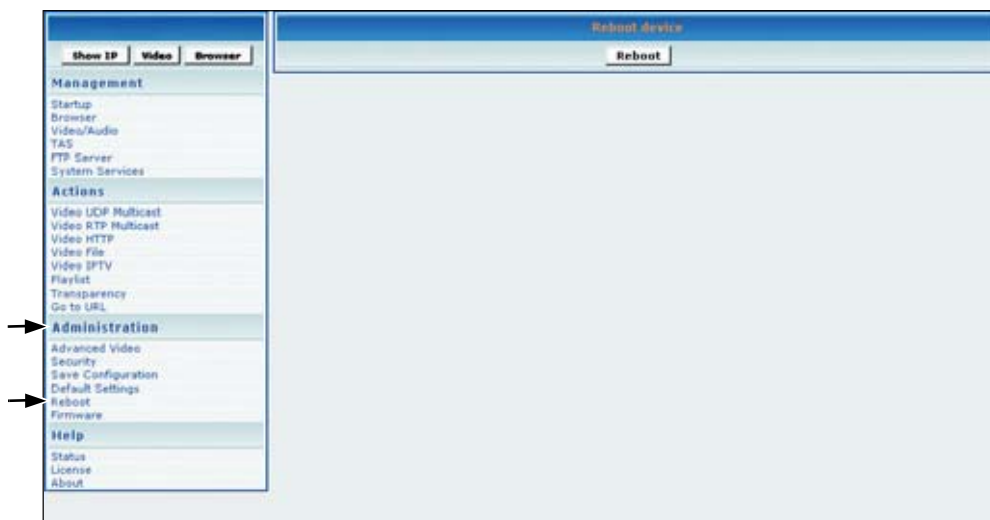 Reboot device
Show IP Video Browser
Reboot
Management
Startup
Browser
Video/Audio
TAS
FTP Server
System Services
Actions
Video UDP Multicast
Video RTP Multicast
Video HTTP
Video File
Video IPTV
Playlist
Transparency
Go to URL
Administration
Advanced Video
Security
Save Configuration
Default Settings
Reboot
Firmware
Help
Status
License
About